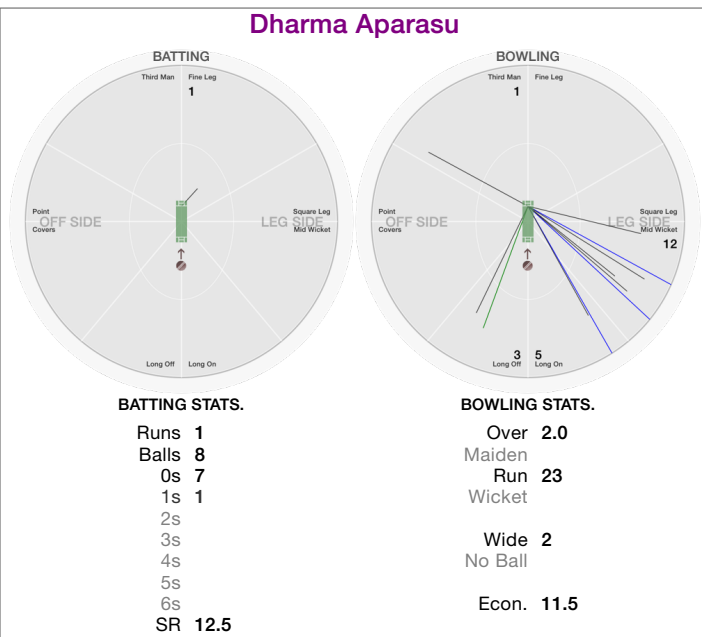 Dharma Aparasu
BATTING
Third Man Fine Leg
1
Point
OFF SIDE
Covers
Square Leg
LEG SIDE
Mid Wicket
Long Off Long On
BOWLING
Third Man Fine Leg
1
Point
OFF SIDE
Covers
Square Leg
LEG SIDE
Mid Wicket
12
3 5
Long Off Long On
BATTING STATS.
Runs 1
Balls 8
0s 7
1s 1
2s
3s
4s
5s
6s
SR 12.5
BOWLING STATS.
Over 2.0
Maiden
Run 23
Wicket
Wide 2
No Ball
Econ. 11.5